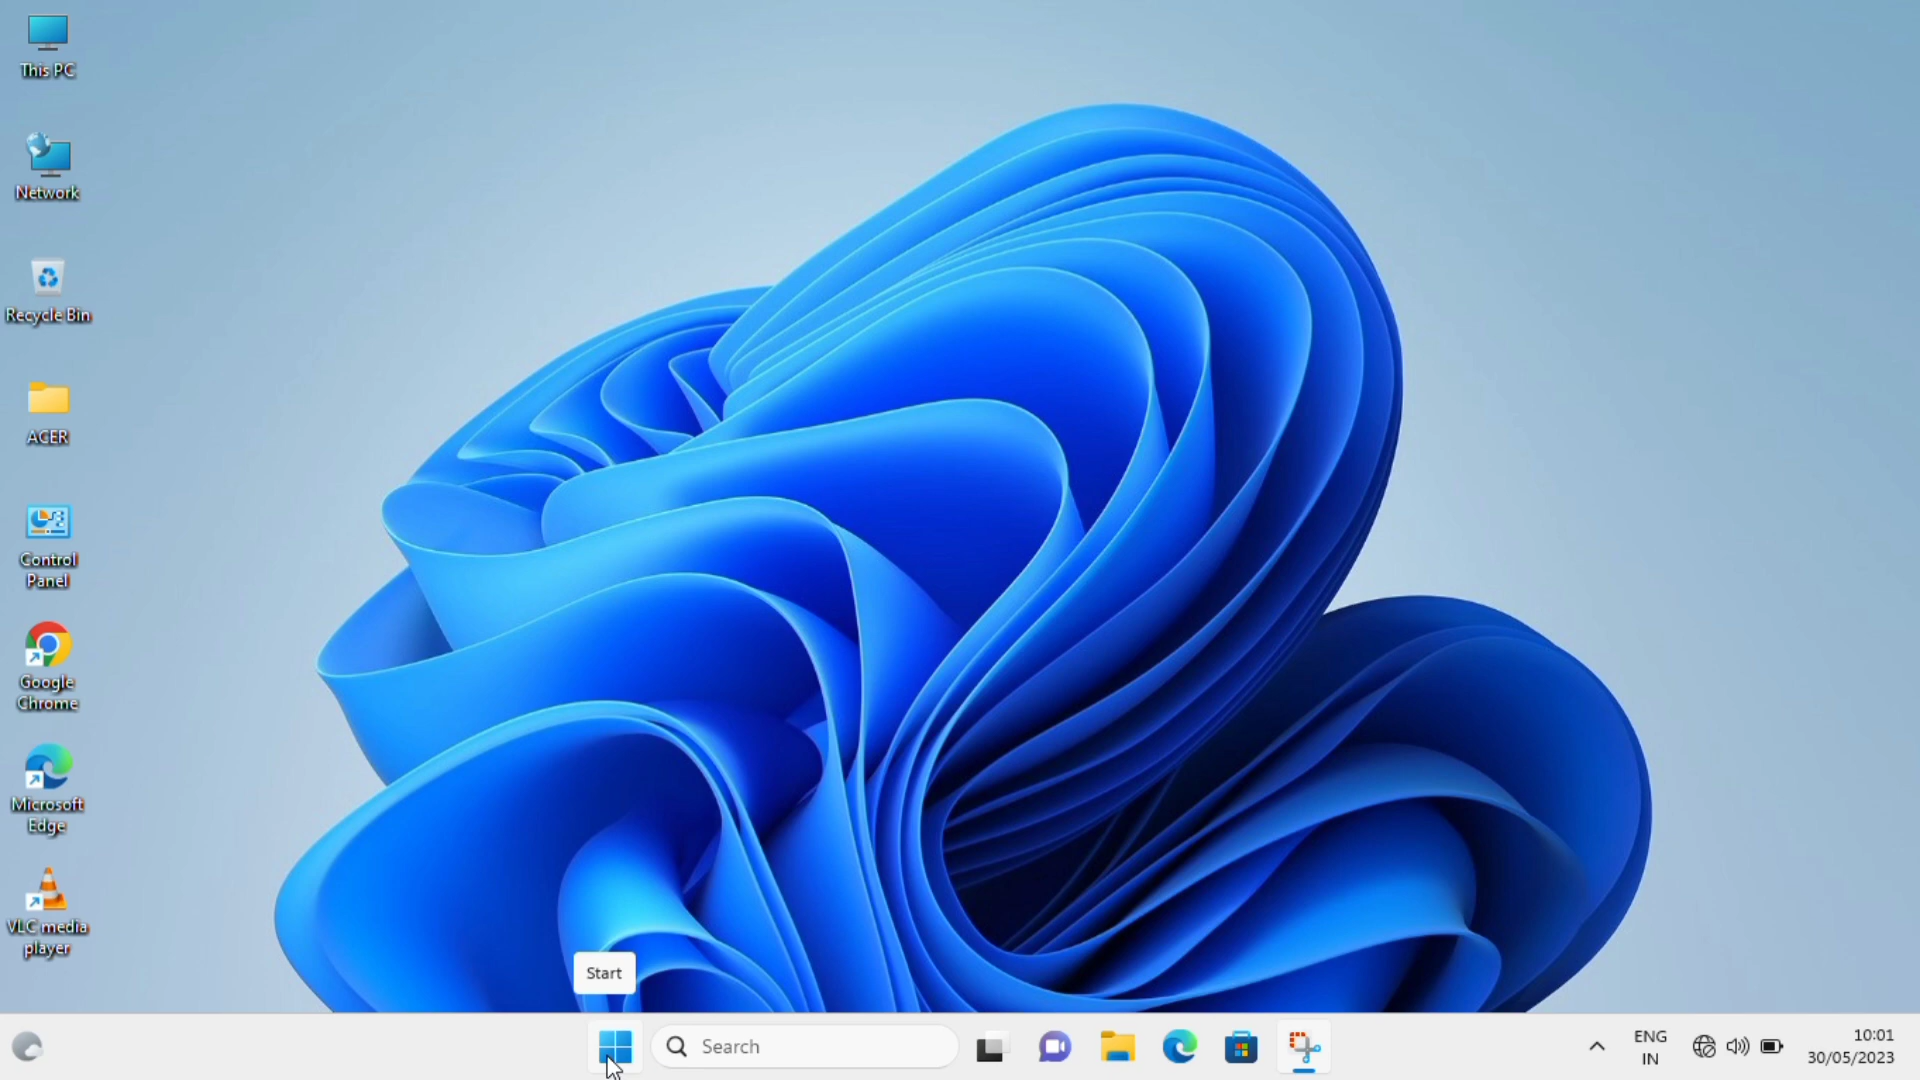 This PC
Network
Recycle Bin
ACER
Control
Panel
Google
Chrome
Microsoft
Edge
VLC media
player
Start
Search
ENG
IN
10:01
30/05/2023